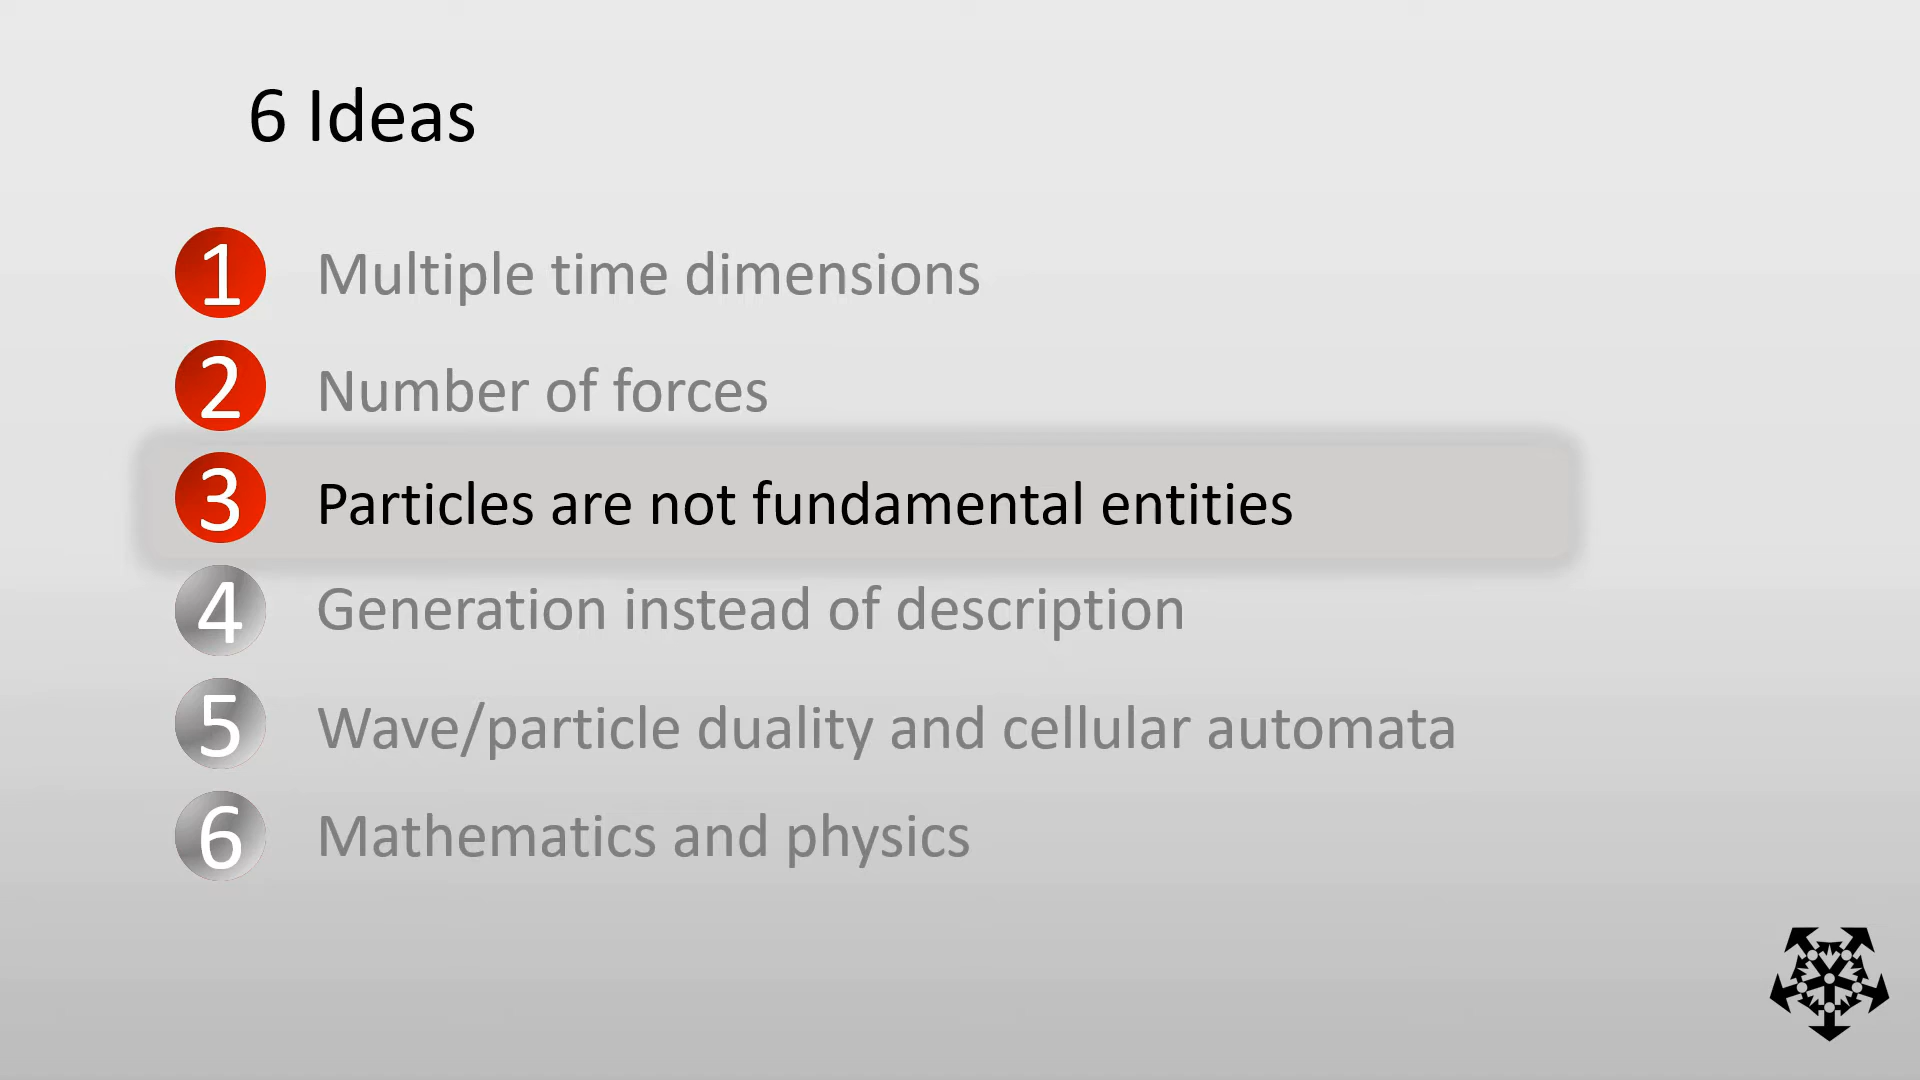 6 Ideas
1 Multiple time dimensions
2 Number of forces
3 Particles are not fundamental entities
4 Generation instead of description
5 Wave/particle duality and cellular automata
6 Mathematics and physics